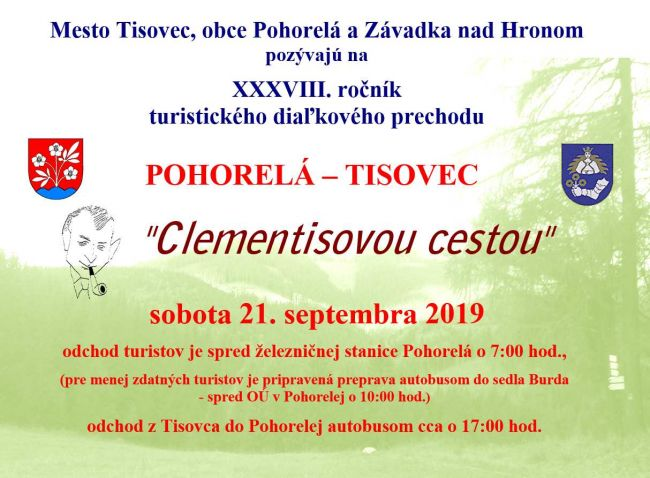 Mesto Tisovec, obce Pohorelá a Závadka nad Hronom
pozývajú na
XXXVIII. ročník
turistického diaľkového prechodu
POHORELÁ – TISOVEC
"Clementisovou cestou"
sobota 21. septembra 2019
odchod turistov je spred železničnej stanice Pohorelá o 7:00 hod.,
(pre menej zdatných turistov je pripravená preprava autobusom do sedla Burda
- spred OÚ v Pohorelej o 10:00 hod.)
odchod z Tisovca do Pohorelej autobusom cca o 17:00 hod.